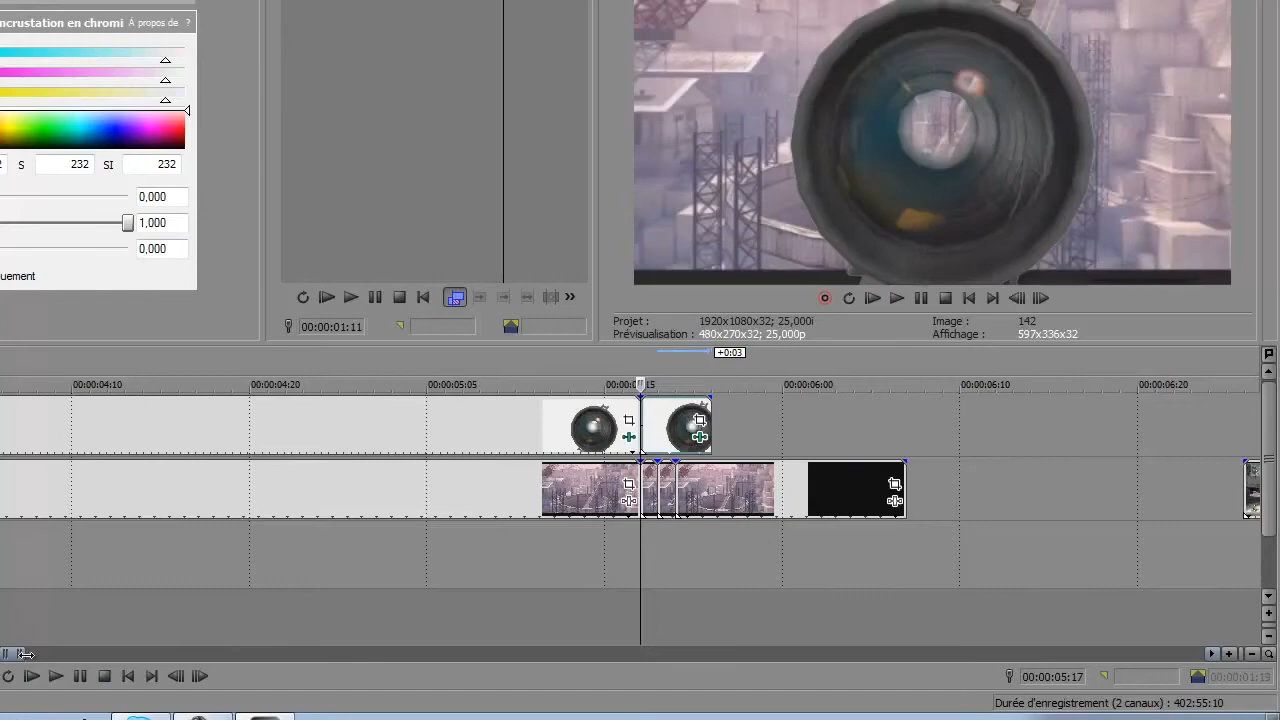 ncrustation en chromi À propos de ?
S 232 SI 232
0,000
1,000
0,000
uement
00:00:01:11
Projet : 1920x1080x32; 25,000i Image : 142
Prévisualisation : 480x270x32; 25,000p Affichage : 597x336x32
+0:03
00:00:04:10 00:00:04:20 00:00:05:05 00:00:0 :15 00:00:06:00 00:00:06:10 00:00:06:20
00:00:05:17 00:00:01:19
Durée d'enregistrement (2 canaux) : 402:55:10